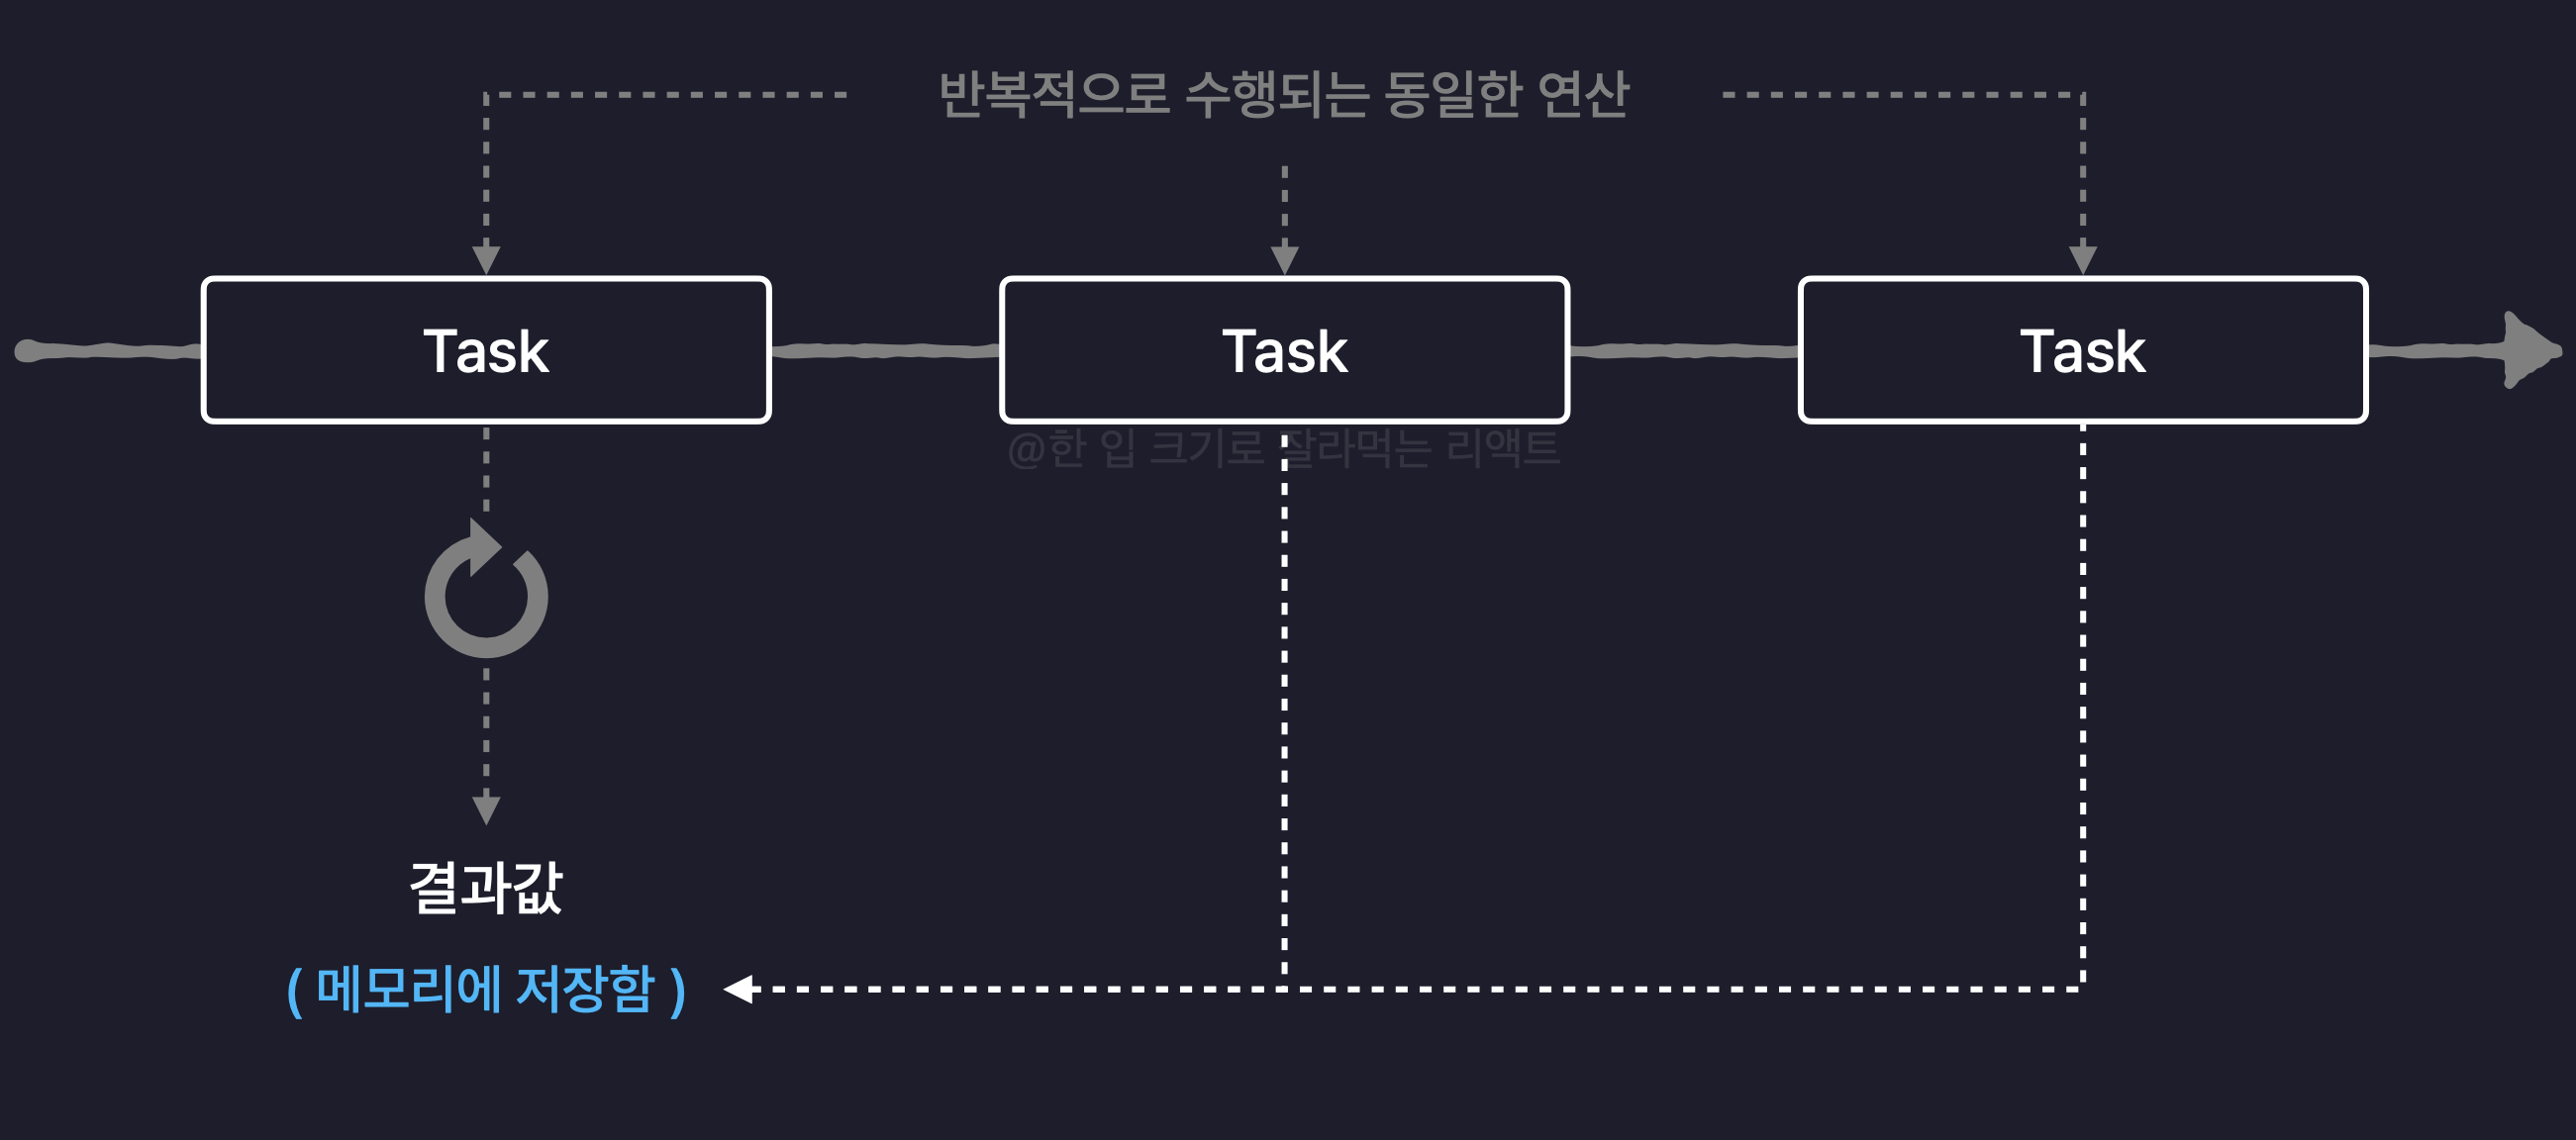 반복적으로 수행되는 동일한 연산
Task
Task
Task
@한 입 크기로 잘라먹는 리액트
결과값
( 메모리에 저장함 )